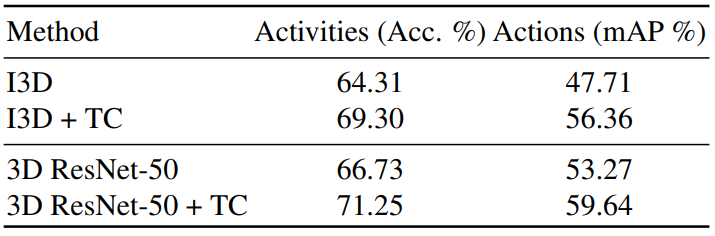 Method Activities (Acc. %) Actions (mAP %)
I3D 64.31 47.71
I3D + TC 69.30 56.36
3D ResNet-50 66.73 53.27
3D ResNet-50 + TC 71.25 59.64